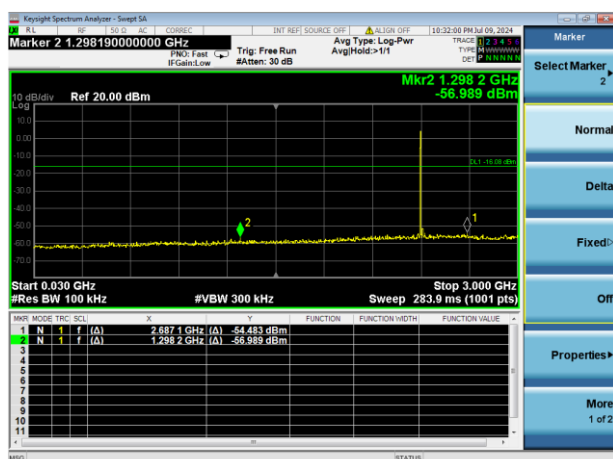 Keysight Spectrum Analyzer - Swept SA
RL RF 50 Ω AC CORREC INT REF SOURCE OFF ALIGN OFF 10:32:00 PM Jul 09, 2024
Marker 2 1.298190000000 GHz
PNO: Fast
IFGain:Low
Trig: Free Run
#Atten: 30 dB
Avg Type: Log-Pwr
Avg|Hold:>1/1
TRACE 1 2 3 4 5 6
TYPE M
DET P N N N N N
Mkr2 1.298 2 GHz
-56.989 dBm
10 dB/div
Log
Ref 20.00 dBm
10.0
0.00
-10.0
-20.0
-30.0
-40.0
-50.0
-60.0
-70.0
DL1 -16.08 dBm
2
1
Start 0.030 GHz
Stop 3.000 GHz
#Res BW 100 kHz
#VBW 300 kHz
Sweep 283.9 ms (1001 pts)
MKR MODE TRC SCL X Y FUNCTION FUNCTION WIDTH FUNCTION VALUE
1 N 1 f (Δ) 2.687 1 GHz (Δ) -54.483 dBm
2 N 1 f (Δ) 1.298 2 GHz (Δ) -56.989 dBm
3
4
5
6
7
8
9
10
11
MSG
STATUS
Marker
Select Marker
2
Normal
Delta
Fixed
Off
Properties
More
1 of 2